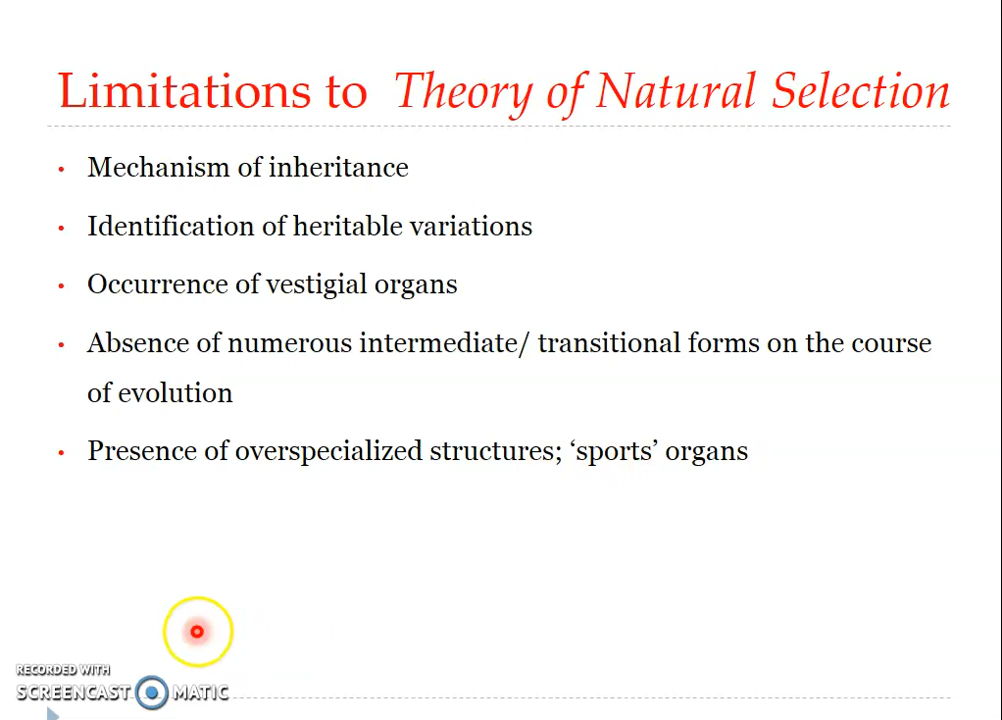 Limitations to Theory of Natural Selection
• Mechanism of inheritance
• Identification of heritable variations
• Occurrence of vestigial organs
• Absence of numerous intermediate/ transitional forms on the course
of evolution
• Presence of overspecialized structures; ‘sports’ organs
RECORDED WITH
SCREENCAST MATIC